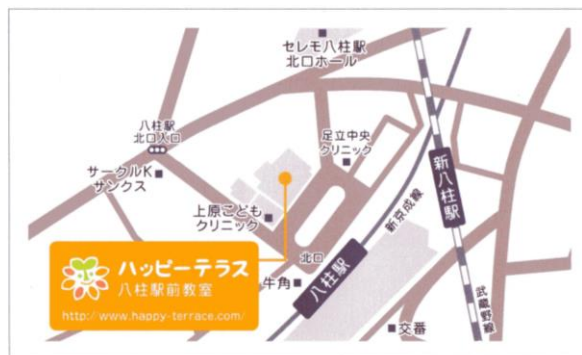 セレモ八柱駅
北口ホール
八柱駅
北口入口
サークルK
サンクス
足立中央
クリニック
上原こども
クリニック
新京成線
新八柱駅
北口
八柱駅
牛角
武蔵野線
交番
ハッピーテラス
八柱駅前教室
http://www.happy-terrace.com/